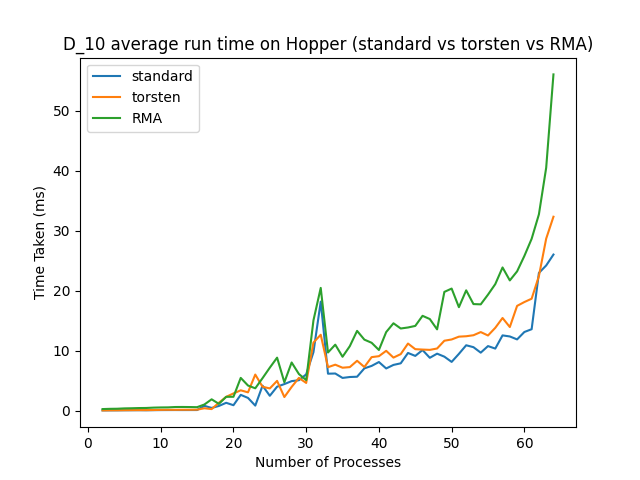 D_10 average run time on Hopper (standard vs torsten vs RMA)
standard
torsten
RMA
Time Taken (ms)
50
40
30
20
10
0
0 10 20 30 40 50 60
Number of Processes